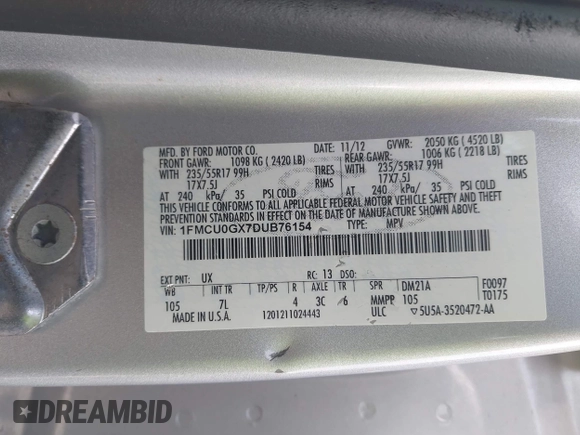 MFD. BY FORD MOTOR CO.
DATE: 11/12 GVWR: 2050 KG ( 4520 LB)
FRONT GAWR: 1098 KG ( 2420 LB) REAR GAWR: 1006 KG ( 2218 LB)
WITH 235/55R17 99H TIRES WITH 235/55R17 99H TIRES
17X7.5J RIMS 17X7.5J RIMS
AT 240 kPa/ 35 PSI COLD AT 240 kPa/ 35 PSI COLD
THIS VEHICLE CONFORMS TO ALL APPLICABLE FEDERAL MOTOR VEHICLE SAFETY
AND THEFT PREVENTION STANDARDS IN EFFECT ON THE DATE OF MANUFACTURE SHOWN ABOVE.
VIN: 1FMCU0GX7DUB76154 TYPE: MPV
EXT PNT: UX RC: 13 DSO:
WB INT TR TP/PS R AXLE TR SPR DM21A F0097
105 7L 4 3C 6 MMPP 105 T0175
MADE IN U.S.A. 1201211024443 ULC ▽5U5A-3520472-AA
DREAMBID